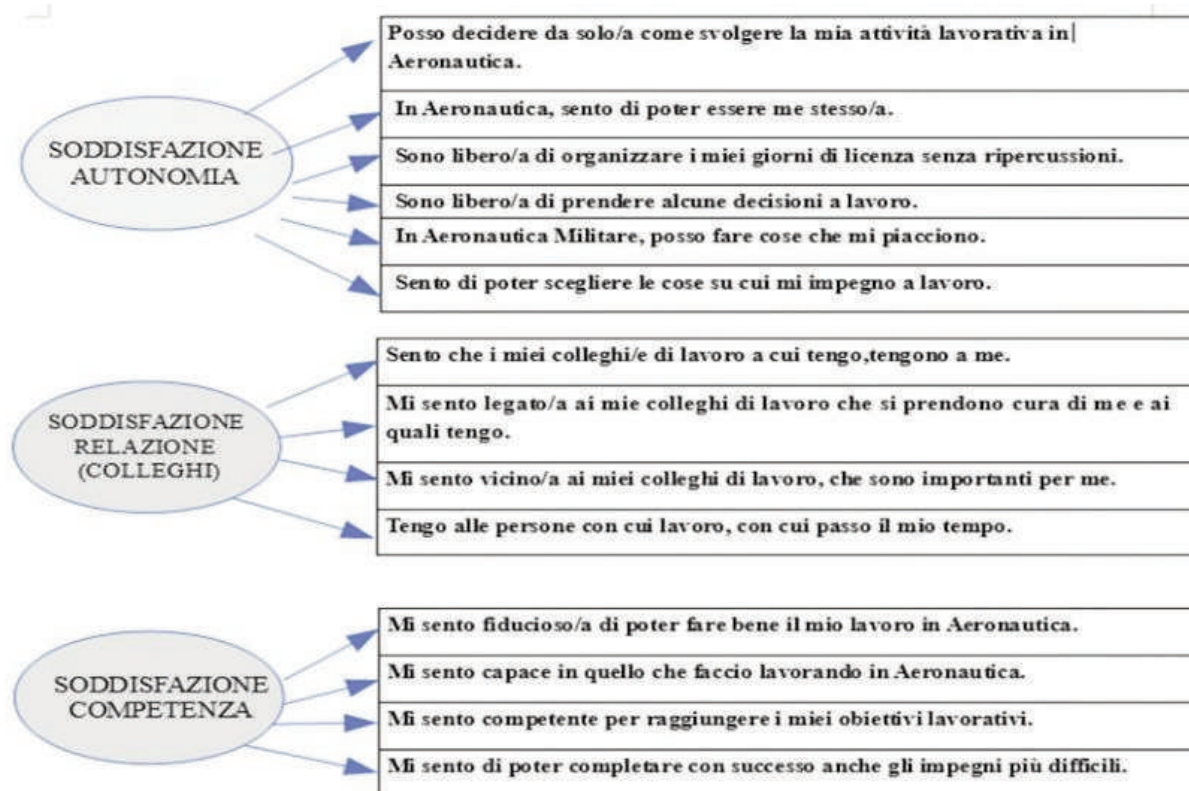 SODDISFAZIONE
AUTONOMIA
Posso decidere da solo/a come svolgere la mia attività lavorativa in
Aeronautica.
In Aeronautica, sento di poter essere me stesso/a.
Sono libero/a di organizzare i miei giorni di licenza senza ripercussioni.
Sono libero/a di prendere alcune decisioni a lavoro.
In Aeronautica Militare, posso fare cose che mi piacciono.
Sento di poter scegliere le cose su cui mi impegno a lavoro.
SODDISFAZIONE
RELAZIONE
(COLLEGHI)
Sento che i miei colleghi/e di lavoro a cui tengo,tengono a me.
Mi sento legato/a ai mie colleghi di lavoro che si prendono cura di me e ai
quali tengo.
Mi sento vicino/a ai miei colleghi di lavoro, che sono importanti per me.
Tengo alle persone con cui lavoro, con cui passo il mio tempo.
SODDISFAZIONE
COMPETENZA
Mi sento fiducioso/a di poter fare bene il mio lavoro in Aeronautica.
Mi sento capace in quello che faccio lavorando in Aeronautica.
Mi sento competente per raggiungere i miei obiettivi lavorativi.
Mi sento di poter completare con successo anche gli impegni più difficili.